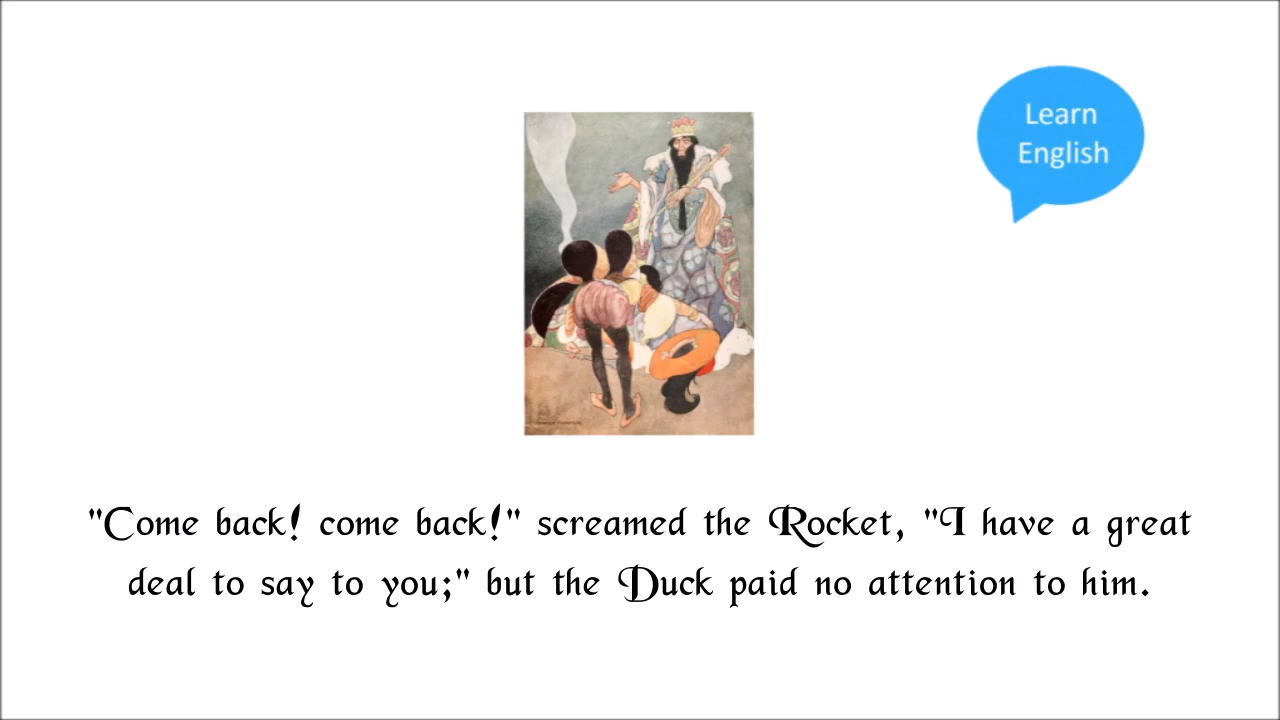 Learn
English
"Come back! come back!" screamed the Rocket, "I have a great
deal to say to you;" but the Duck paid no attention to him.